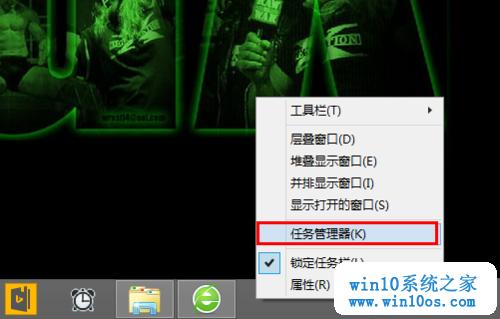 工具栏(T)
层叠窗口(D)
堆叠显示窗口(E)
并排显示窗口(I)
显示打开的窗口(S)
任务管理器(K)
锁定任务栏(L)
属性(R)
win10系统之家
www.win10os.com